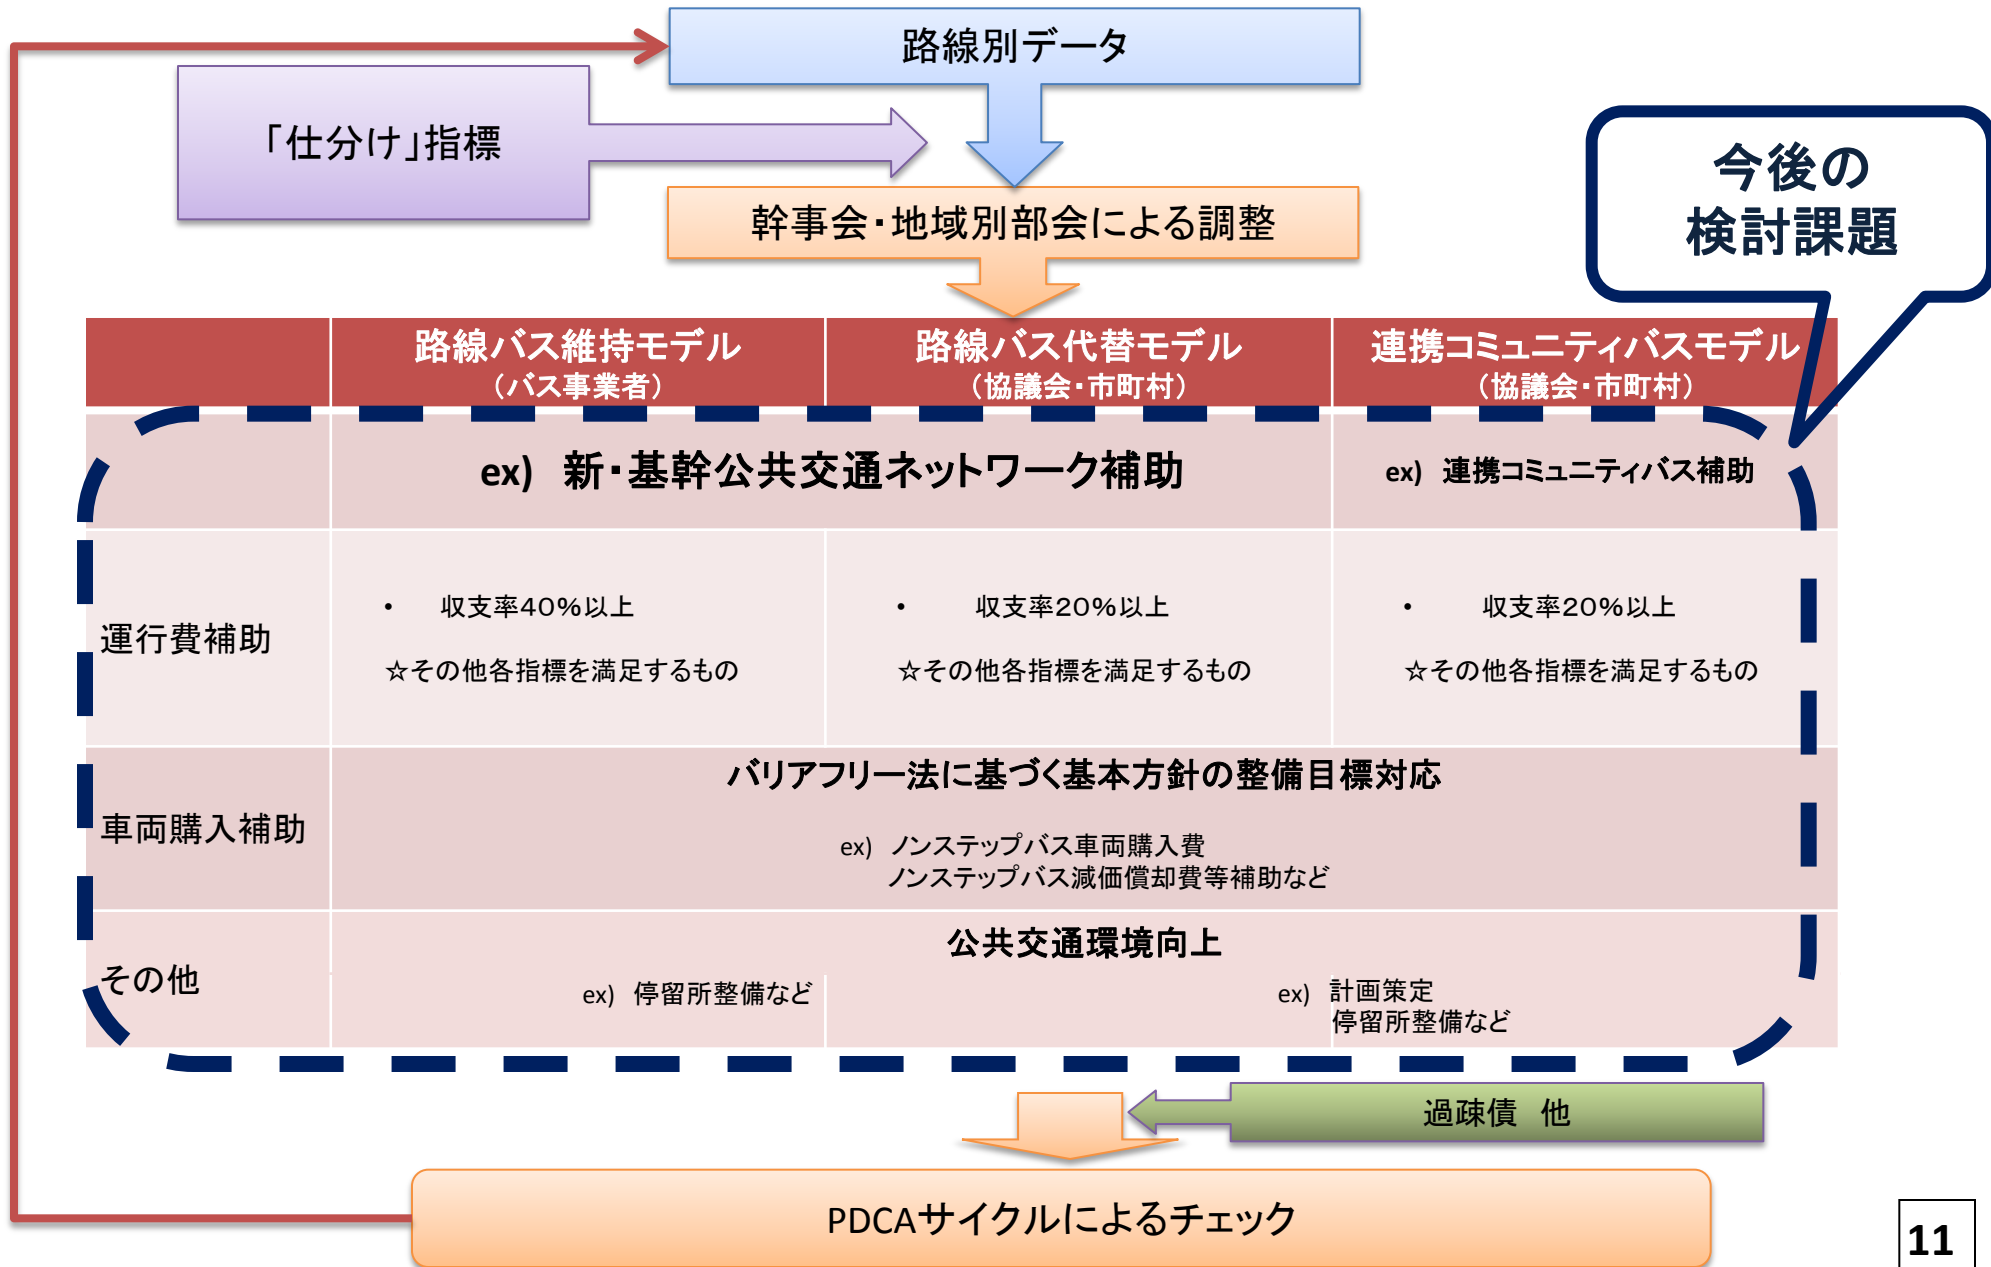 路線別データ
「仕分け」指標
幹事会・地域別部会による調整
今後の
検討課題
路線バス維持モデル
（バス事業者）
路線バス代替モデル
（協議会・市町村）
連携コミュニティバスモデル
（協議会・市町村）
ex) 新・基幹公共交通ネットワーク補助
ex) 連携コミュニティバス補助
運行費補助
• 収支率40％以上
☆その他各指標を満足するもの
• 収支率20％以上
☆その他各指標を満足するもの
• 収支率20％以上
☆その他各指標を満足するもの
車両購入補助
バリアフリー法に基づく基本方針の整備目標対応
ex) ノンステップバス車両購入費
ノンステップバス減価償却費等補助など
その他
公共交通環境向上
ex) 停留所整備など
ex) 計画策定
停留所整備など
過疎債 他
PDCAサイクルによるチェック
11